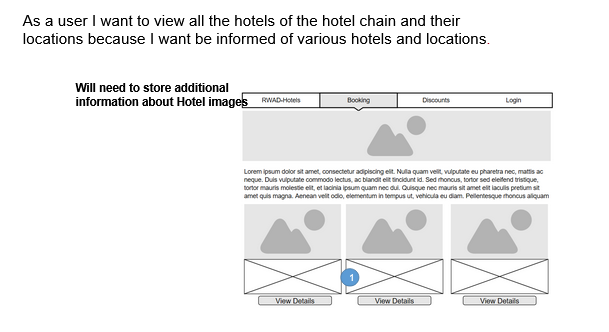 As a user I want to view all the hotels of the hotel chain and their
locations because I want be informed of various hotels and locations.
Will need to store additional
information about Hotel images
RWAD-Hotels Booking Discounts Login
Lorem ipsum dolor sit amet, consectetur adipiscing elit. Nulla quam velit, vulputate eu pharetra nec, mattis ac
neque. Duis vulputate commodo lectus, ac blandit elit tincidunt id. Sed rhoncus, tortor sed eleifend tristique,
tortor mauris molestie elit, et lacinia ipsum quam nec dui. Quisque nec mauris sit amet elit iaculis pretium sit
amet quis magna. Aenean velit odio, elementum in tempus ut, vehicula eu diam. Pellentesque rhoncus aliquam
1
View Details View Details View Details